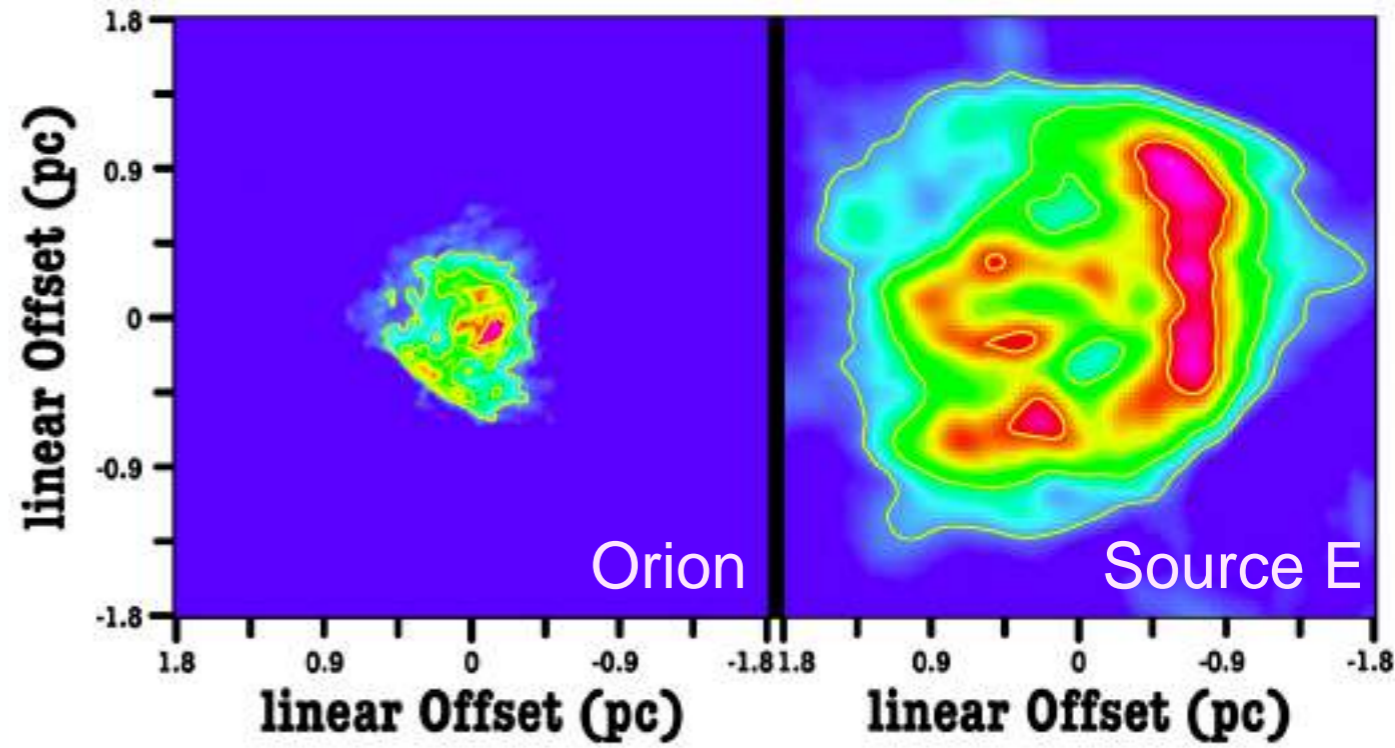 1.8
0.9
0
-0.9
-1.8
linear Offset (pc)
Orion
Source E
1.8 0.9 0 -0.9 -1.8 1.8 0.9 0 -0.9 -1.8
linear Offset (pc) linear Offset (pc)